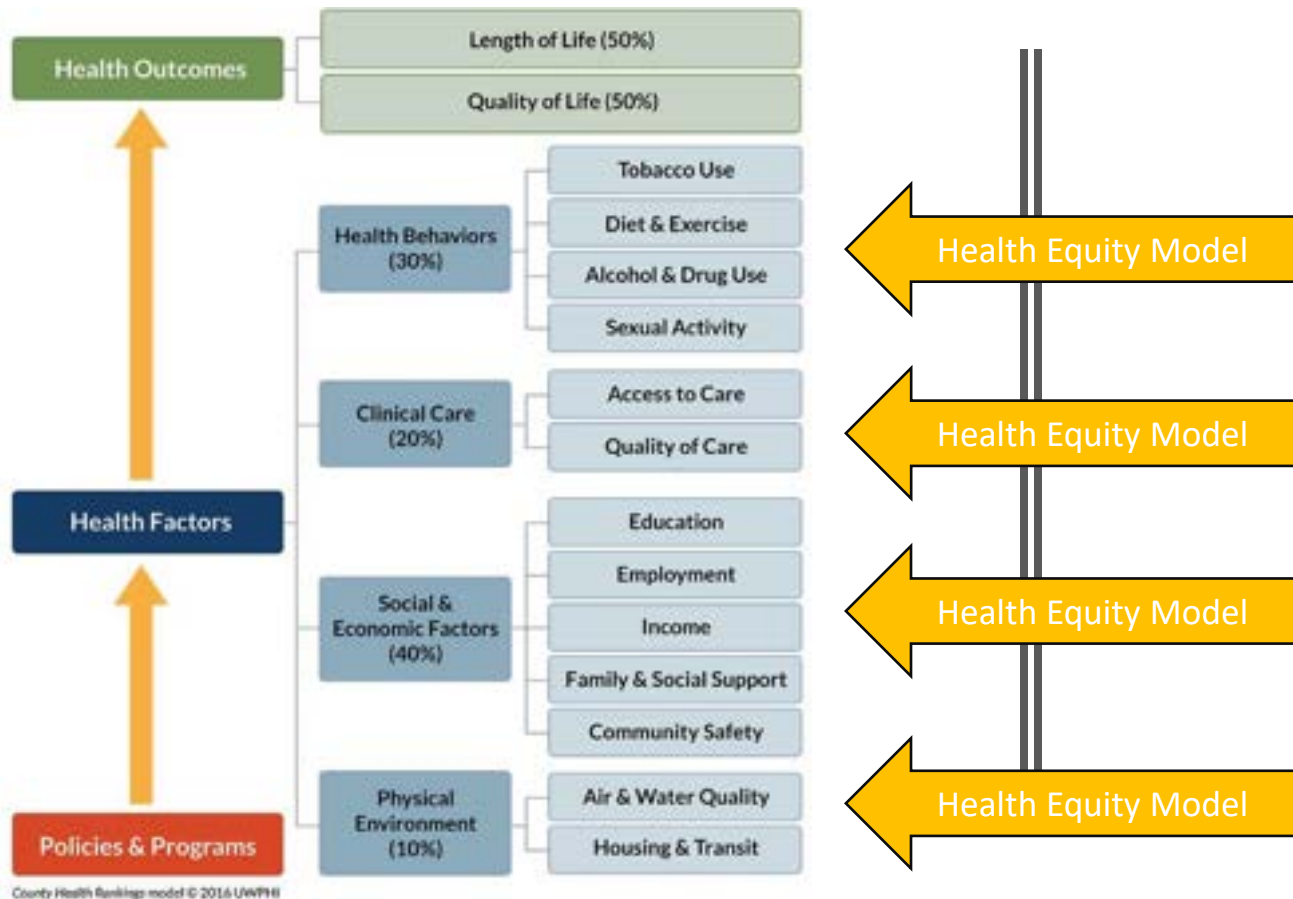 Health Outcomes
Length of Life (50%)
Quality of Life (50%)
Health Behaviors
(30%)
Tobacco Use
Diet & Exercise
Alcohol & Drug Use
Sexual Activity
Health Equity Model
Clinical Care
(20%)
Access to Care
Quality of Care
Health Equity Model
Health Factors
Social &
Economic Factors
(40%)
Education
Employment
Income
Family & Social Support
Community Safety
Health Equity Model
Physical
Environment
(10%)
Air & Water Quality
Housing & Transit
Health Equity Model
Policies & Programs
County Health Rankings model © 2016 UWPHI